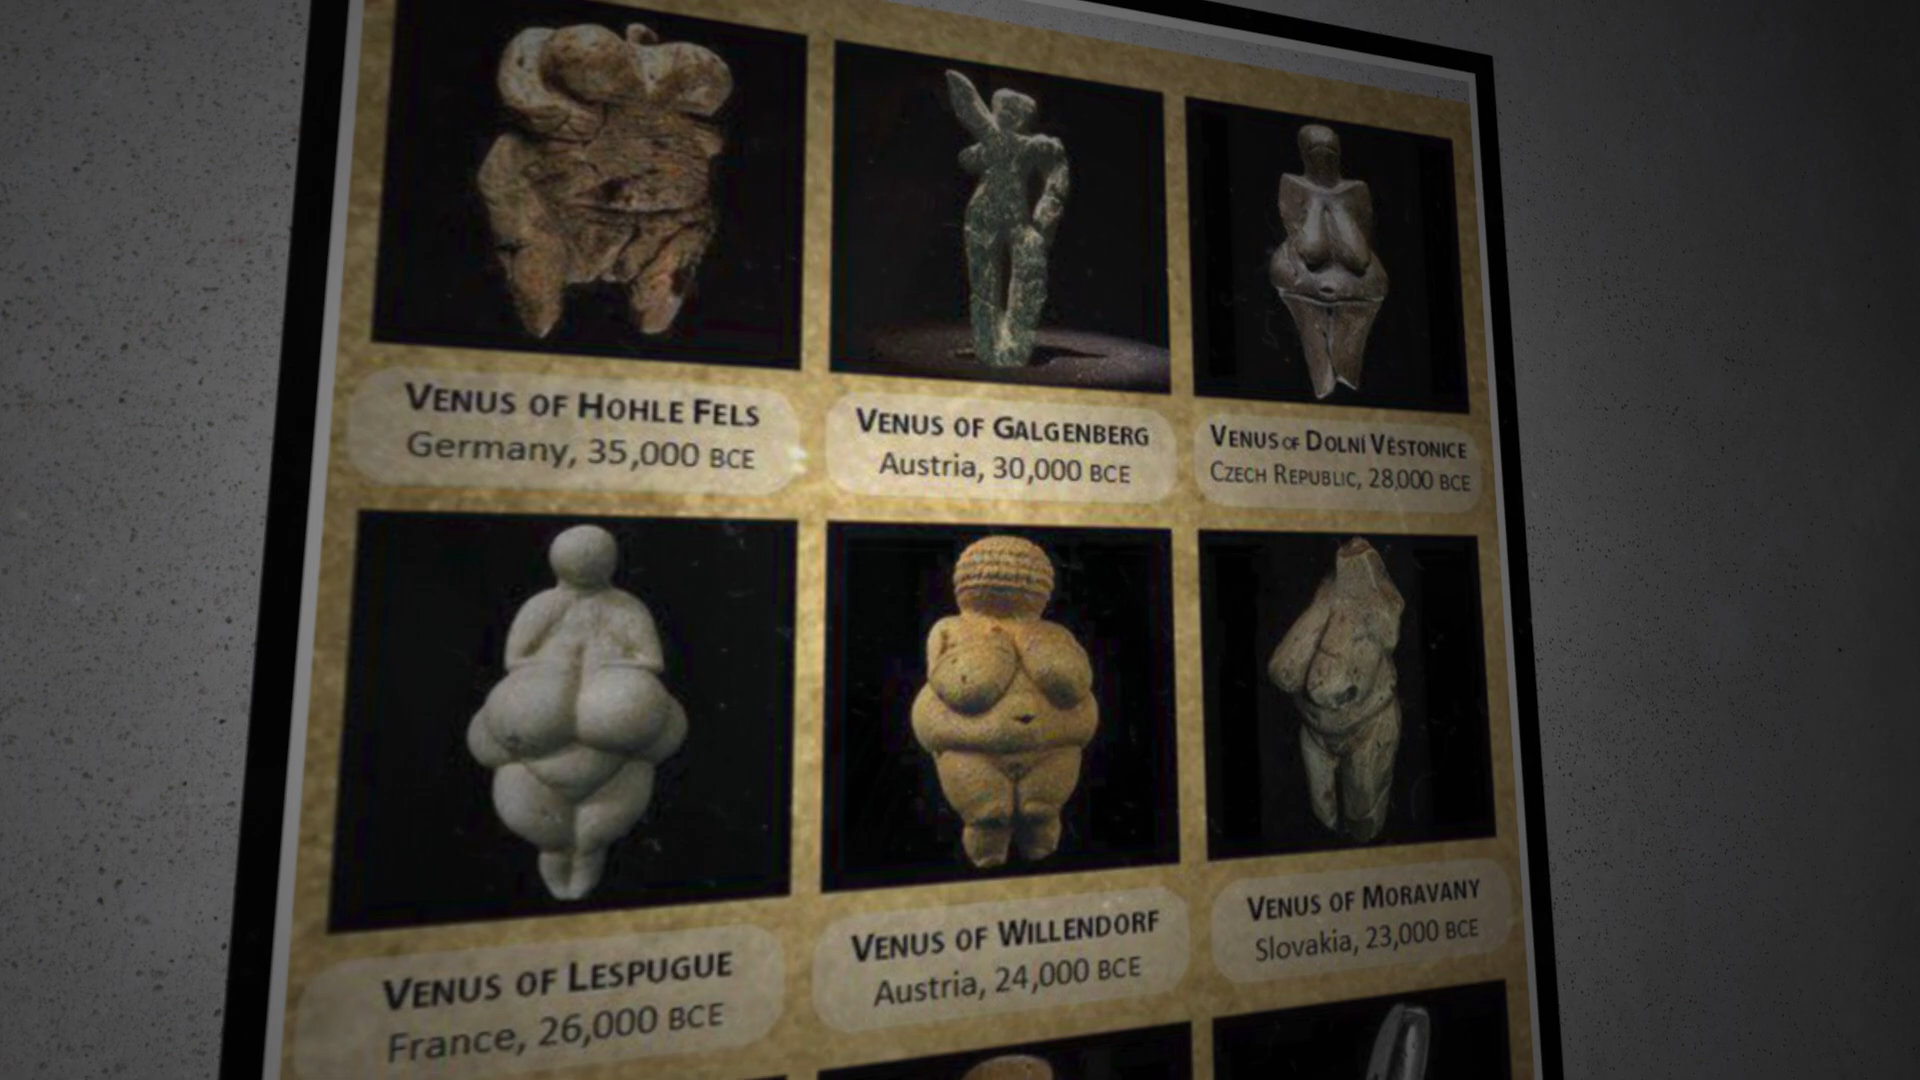 VENUS OF HOHLE FELS
Germany, 35,000 BCE
VENUS OF GALGENBERG
Austria, 30,000 BCE
VENUS OF DOLNÍ VĚSTONICE
CZECH REPUBLIC, 28,000 BCE
VENUS OF LESPUGUE
France, 26,000 BCE
VENUS OF WILLENDORF
Austria, 24,000 BCE
VENUS OF MORAVANY
Slovakia, 23,000 BCE